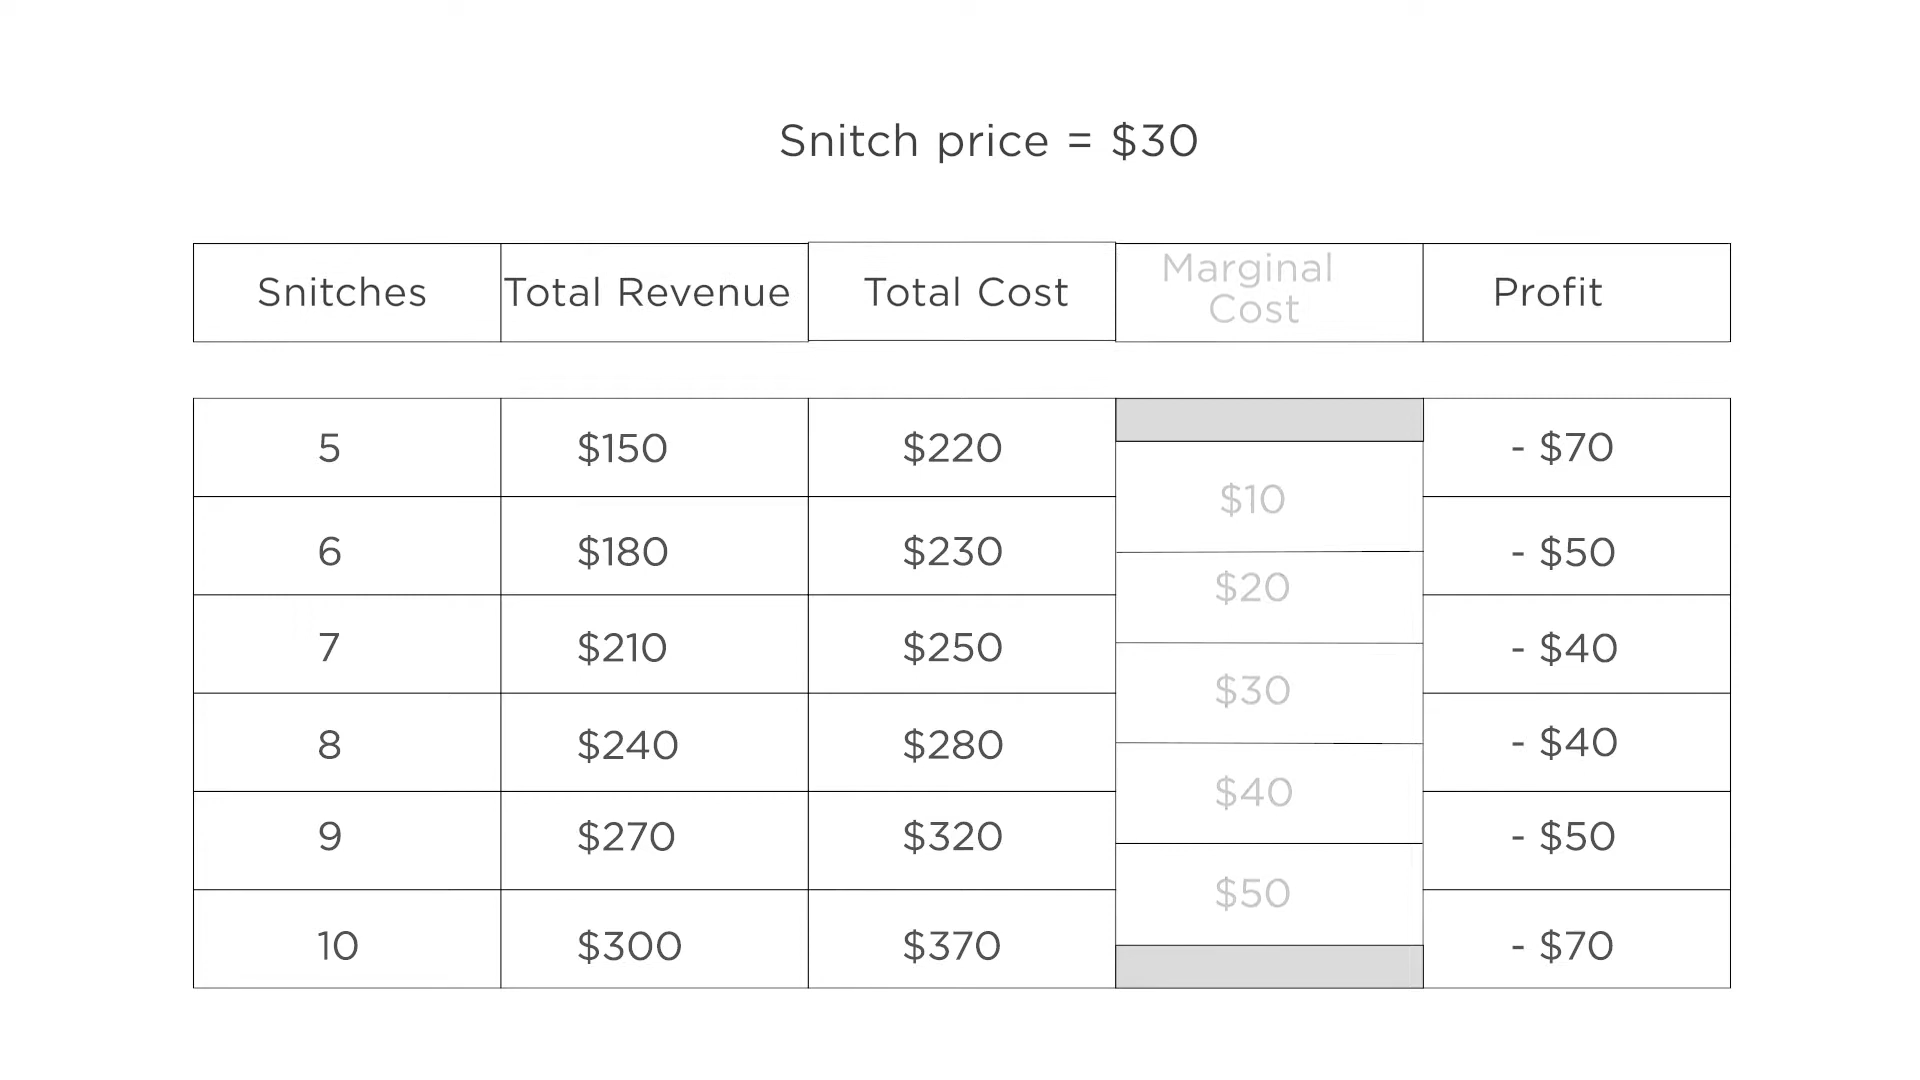 Snitch price = $30
Snitches Total Revenue Total Cost Marginal Cost Profit
5 $150 $220 - $70
$10
6 $180 $230 - $50
$20
7 $210 $250 - $40
$30
8 $240 $280 - $40
$40
9 $270 $320 - $50
$50
10 $300 $370 - $70